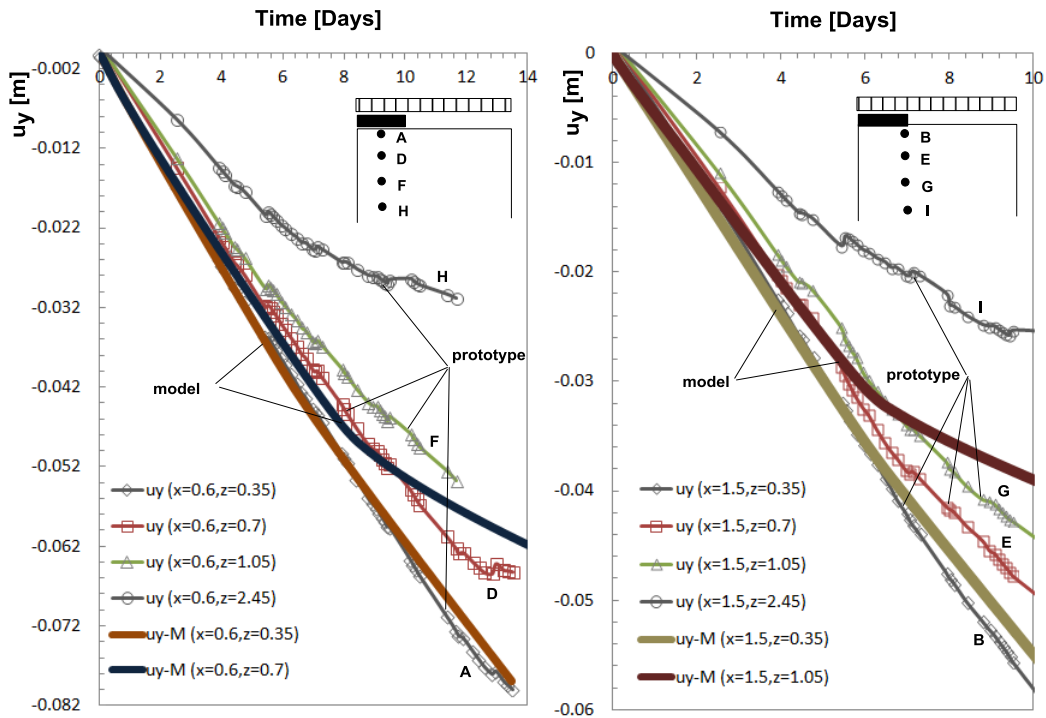 Time [Days]
uy [m]
0 2 4 6 8 10 12 14
-0.002
-0.012
-0.022
-0.032
-0.042
-0.052
-0.062
-0.072
-0.082
A
D
F
H
H
prototype
model
F
D
A
uy (x=0.6,z=0.35)
uy (x=0.6,z=0.7)
uy (x=0.6,z=1.05)
uy (x=0.6,z=2.45)
uy-M (x=0.6,z=0.35)
uy-M (x=0.6,z=0.7)
Time [Days]
uy [m]
0 2 4 6 8 10
0
-0.01
-0.02
-0.03
-0.04
-0.05
-0.06
B
E
G
I
I
model
prototype
G
E
B
uy (x=1.5,z=0.35)
uy (x=1.5,z=0.7)
uy (x=1.5,z=1.05)
uy (x=1.5,z=2.45)
uy-M (x=1.5,z=0.35)
uy-M (x=1.5,z=1.05)